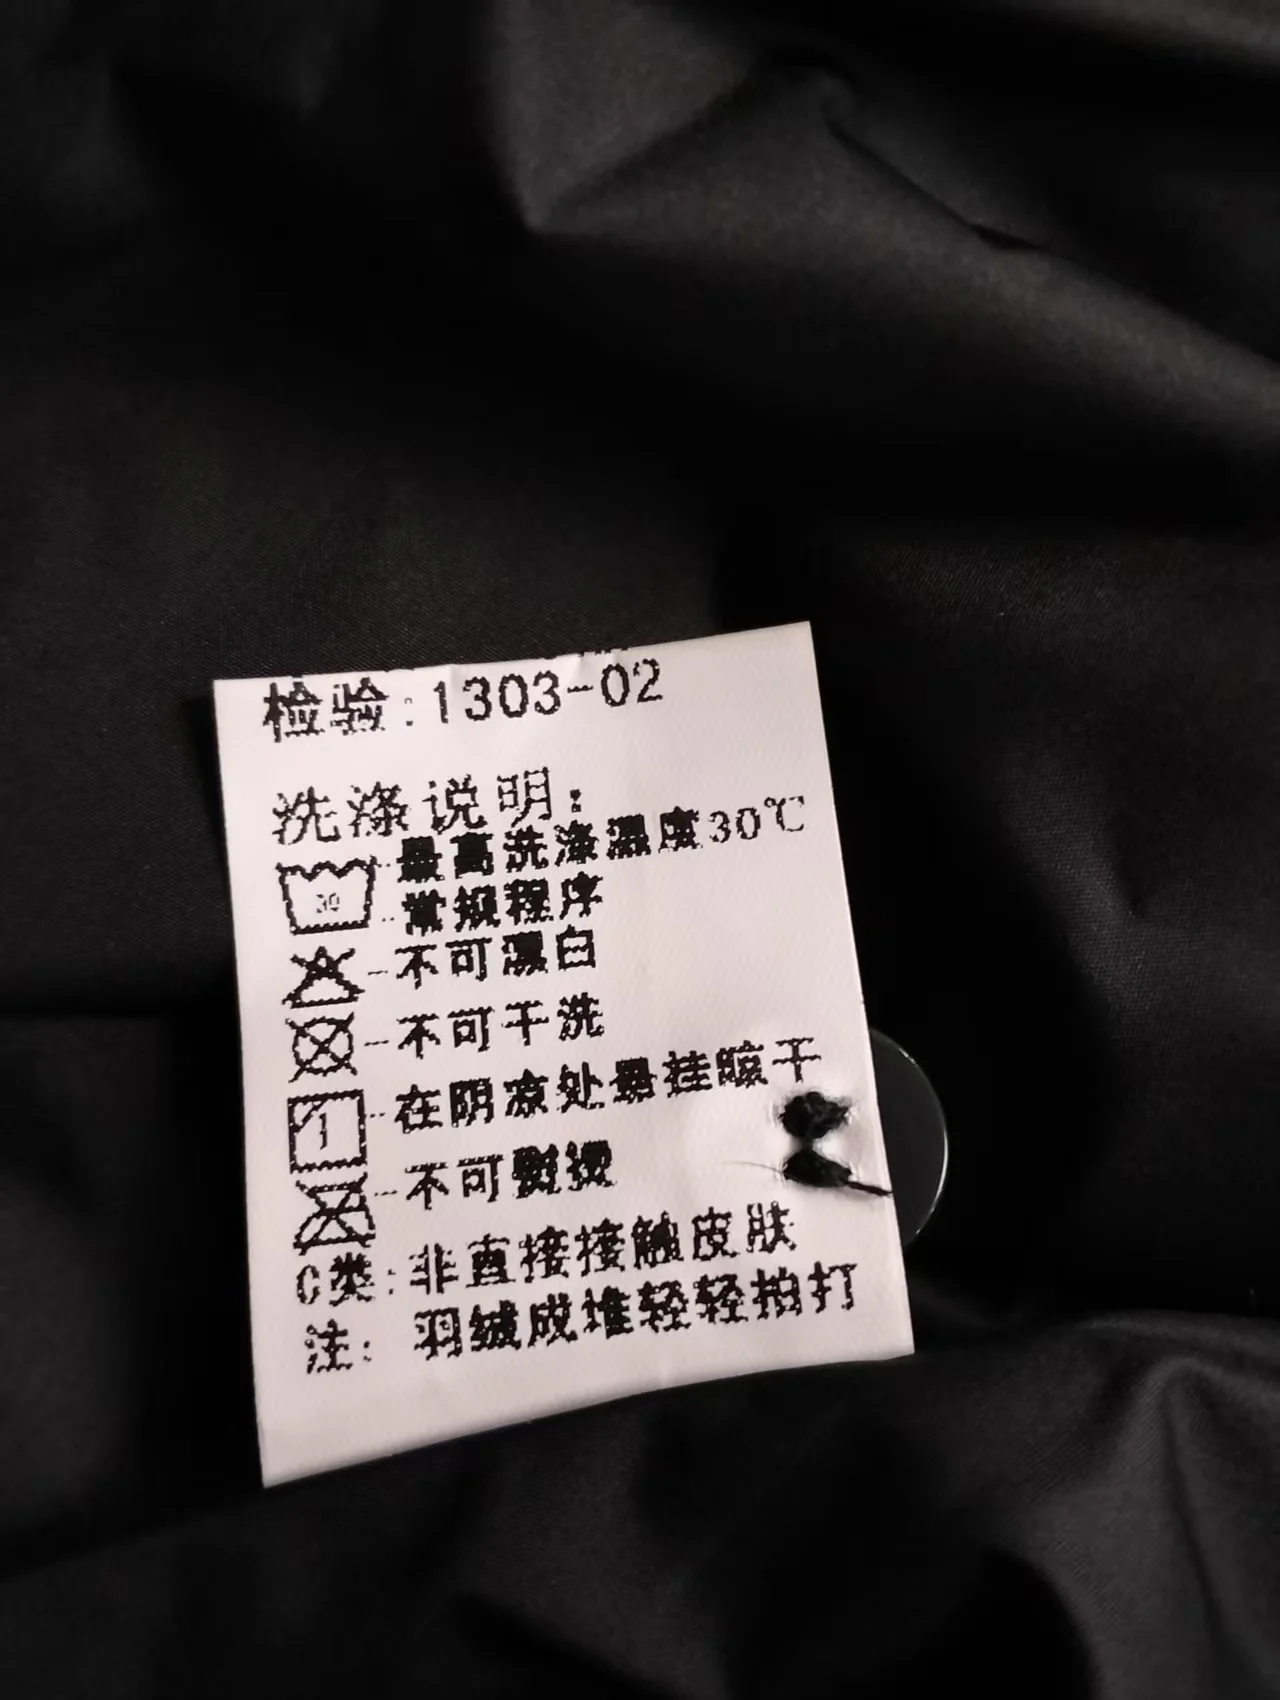 检验:1303-02
洗涤说明:
30 最高洗涤温度30℃
常规程序
不可漂白
不可干洗
在阴凉处悬挂晾干
不可熨烫
C类:非直接接触皮肤
注:羽绒成堆轻轻拍打